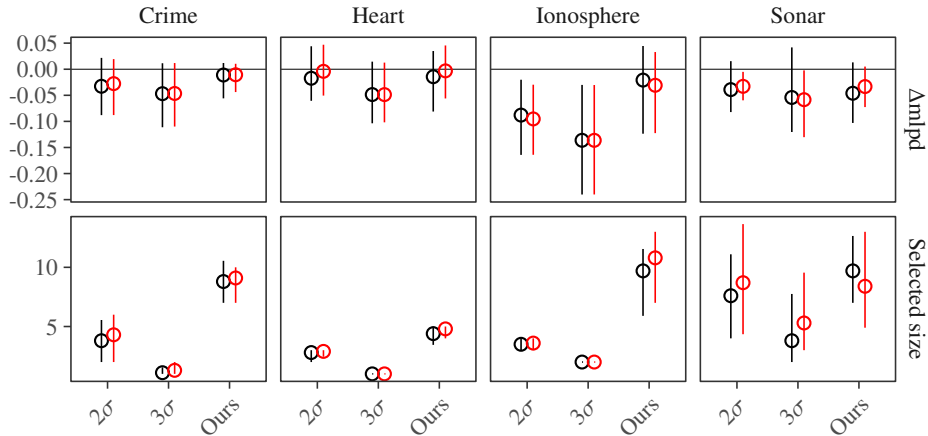 Crime Heart Ionosphere Sonar
0.05
0.00
-0.05
-0.10
-0.15
-0.20
-0.25
Δmlpd
10
5
Selected size
2σ 3σ Ours 2σ 3σ Ours 2σ 3σ Ours 2σ 3σ Ours